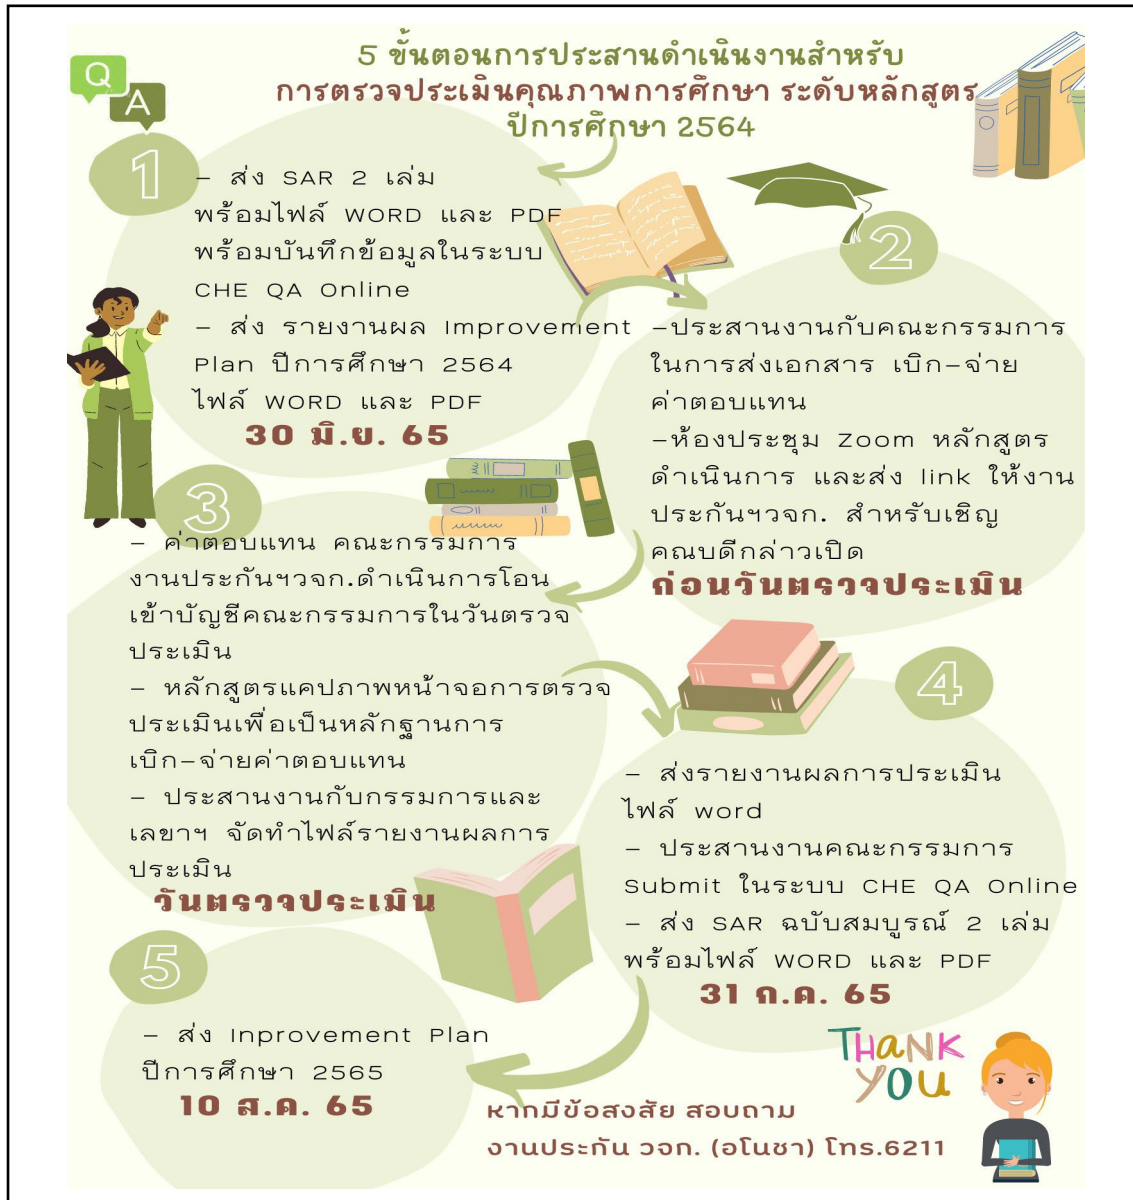 Q
A
5 ขั้นตอนการประสานดำเนินงานสำหรับ
การตรวจประเมินคุณภาพการศึกษา ระดับหลักสูตร
ปีการศึกษา 2564
1
– ส่ง SAR 2 เล่ม
พร้อมไฟล์ WORD และ PDF
พร้อมบันทึกข้อมูลในระบบ
CHE QA Online
– ส่ง รายงานผล Improvement
Plan ปีการศึกษา 2564
ไฟล์ WORD และ PDF
30 มิ.ย. 65
2
–ประสานงานกับคณะกรรมการ
ในการส่งเอกสาร เบิก–จ่าย
ค่าตอบแทน
–ห้องประชุม Zoom หลักสูตร
ดำเนินการ และส่ง link ให้งาน
ประกันฯวจก. สำหรับเชิญ
คณบดีกล่าวเปิด
ก่อนวันตรวจประเมิน
3
– ค่าตอบแทน คณะกรรมการ
งานประกันฯวจก.ดำเนินการโอน
เข้าบัญชีคณะกรรมการในวันตรวจ
ประเมิน
– หลักสูตรแคปภาพหน้าจอการตรวจ
ประเมินเพื่อเป็นหลักฐานการ
เบิก–จ่ายค่าตอบแทน
– ประสานงานกับกรรมการและ
เลขาฯ จัดทำไฟล์รายงานผลการ
ประเมิน
วันตรวจประเมิน
4
– ส่งรายงานผลการประเมิน
ไฟล์ word
– ประสานงานคณะกรรมการ
Submit ในระบบ CHE QA Online
– ส่ง SAR ฉบับสมบูรณ์ 2 เล่ม
พร้อมไฟล์ WORD และ PDF
31 ก.ค. 65
5
– ส่ง Inprovement Plan
ปีการศึกษา 2565
10 ส.ค. 65
THaNK
YOU
หากมีข้อสงสัย สอบถาม
งานประกัน วจก. (อโนชา) โทร.6211